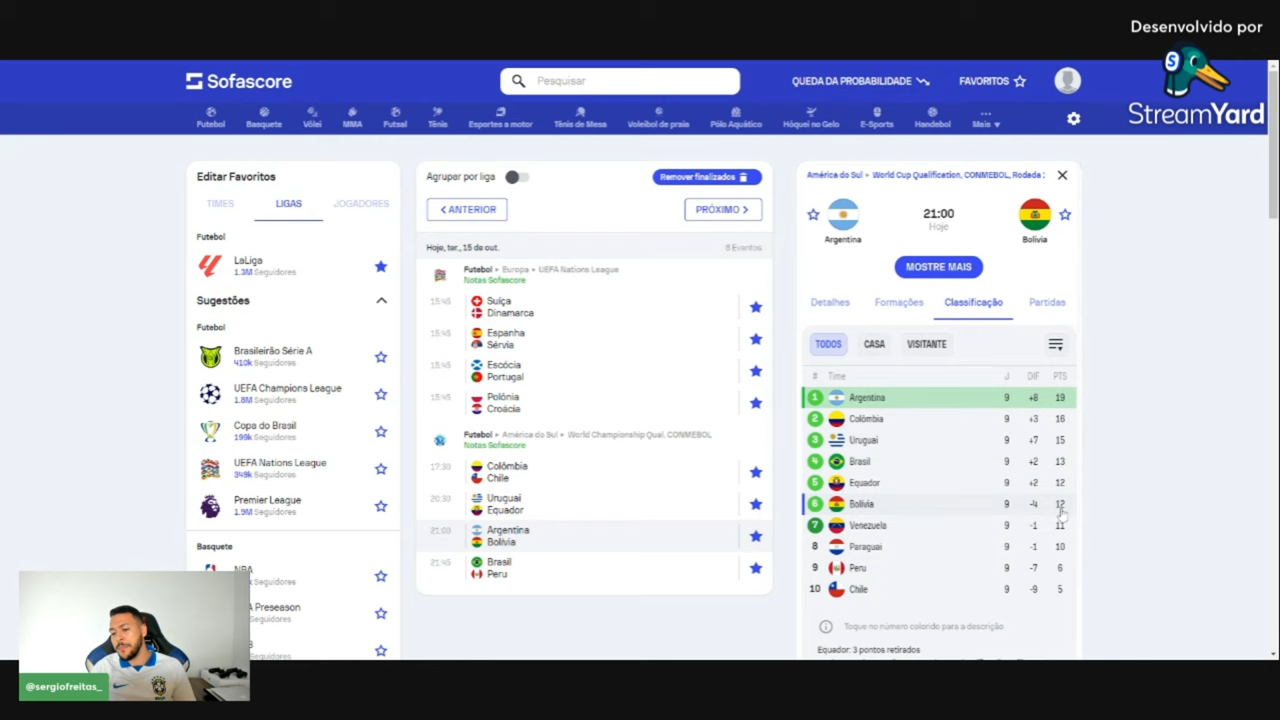 Desenvolvido por
StreamYard
Sofascore
Pesquisar
QUEDA DA PROBABILIDADE
FAVORITOS
Futebol
Basquete
Vôlei
MMA
Futsal
Tênis
Esportes a motor
Tênis de Mesa
Voleibol de praia
Pólo Aquático
Hóquei no Gelo
E-Sports
Handebol
Mais
Editar Favoritos
TIMES
LIGAS
JOGADORES
Futebol
LaLiga
1.3M Seguidores
Sugestões
Futebol
Brasileirão Série A
410k Seguidores
UEFA Champions League
1.8M Seguidores
Copa do Brasil
199k Seguidores
UEFA Nations League
349k Seguidores
Premier League
1.9M Seguidores
Basquete
NBA
Seguidores
A Preseason
Seguidores
Seguidores
@sergiofreitas_
Agrupar por liga
Remover finalizados
< ANTERIOR
PRÓXIMO >
Hoje, ter., 15 de out.
8 Eventos
Futebol Europa UEFA Nations League
Notas Sofascore
15:45 Suíça
Dinamarca
15:45 Espanha
Sérvia
15:45 Escócia
Portugal
15:45 Polônia
Croácia
Futebol América do Sul World Championship Qual. CONMEBOL
Notas Sofascore
17:30 Colômbia
Chile
20:30 Uruguai
Equador
21:00 Argentina
Bolívia
21:45 Brasil
Peru
América do Sul World Cup Qualification, CONMEBOL, Rodada
21:00
Hoje
Argentina
Bolívia
MOSTRE MAIS
Detalhes
Formações
Classificação
Partidas
TODOS
CASA
VISITANTE
# Time J DIF PTS
1 Argentina 9 +8 19
2 Colômbia 9 +3 16
3 Uruguai 9 +7 15
4 Brasil 9 +2 13
5 Equador 9 +2 12
6 Bolívia 9 -4 12
7 Venezuela 9 -1 11
8 Paraguai 9 -1 10
9 Peru 9 -7 6
10 Chile 9 -9 5
Toque no número colorido para a descrição
Equador: 3 pontos retirados